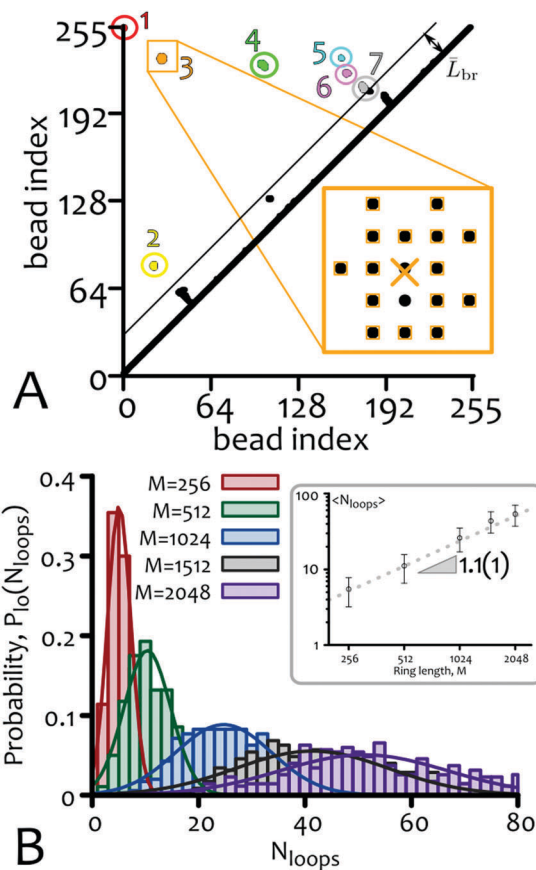 255
192
128
64
0
bead index
1
2
3
4
5
6
7
L̄br
0
64
128
192
255
bead index
A
0.4
0.3
0.2
0.1
0
Probability, Plo(Nloops)
M=256
M=512
M=1024
M=1512
M=2048
<Nloops>
100
10
1
1.1(1)
256
512
1024
2048
Ring length, M
0
20
40
60
80
Nloops
B